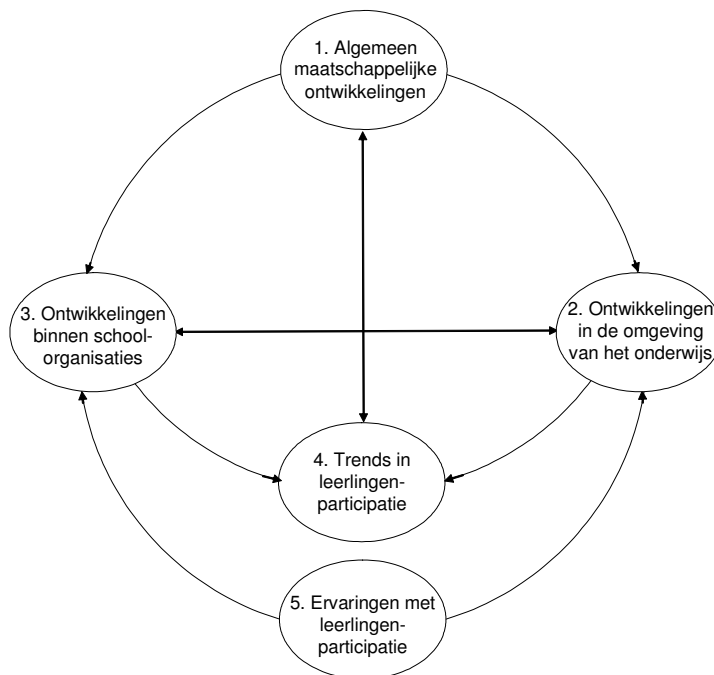 1. Algemeen
maatschappelijke
ontwikkelingen
3. Ontwikkelingen
binnen school-
organisaties
2. Ontwikkelingen
in de omgeving
van het onderwijs
4. Trends in
leerlingen-
participatie
5. Ervaringen met
leerlingen-
participatie